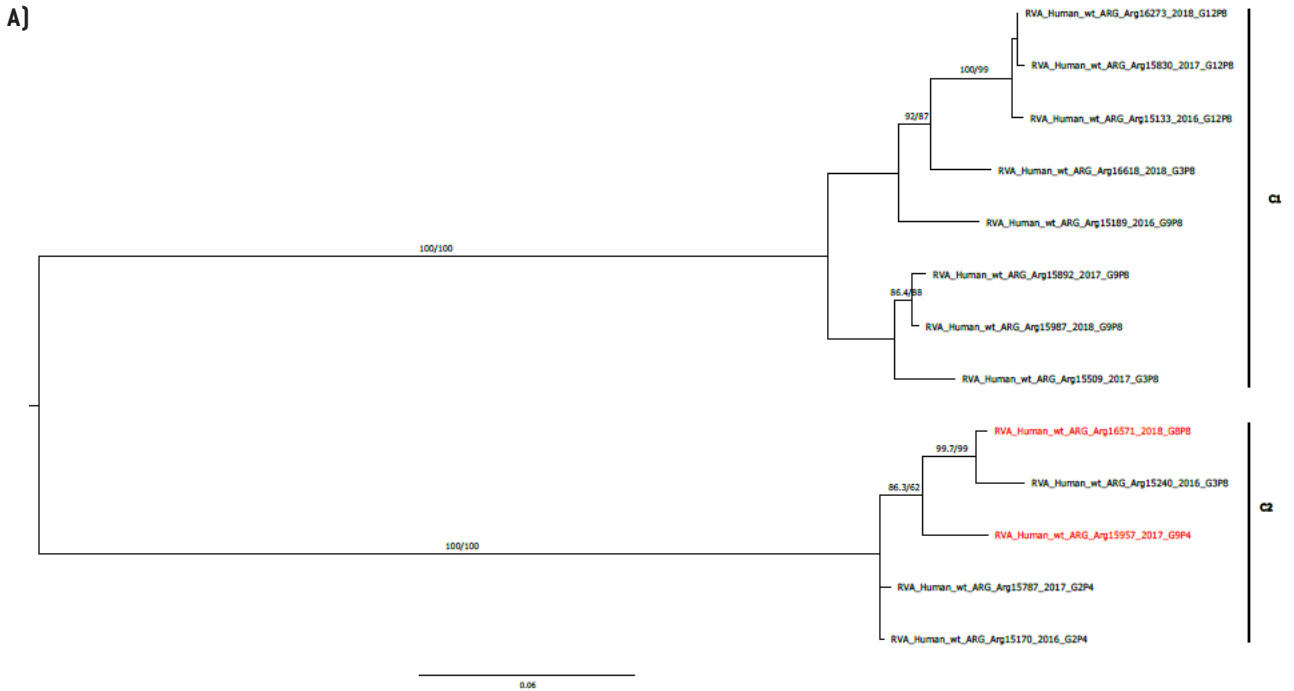 A)
RVA_Human_wt_ARG_Arg16273_2018_G12P8
RVA_Human_wt_ARG_Arg15830_2017_G12P8
100/99
RVA_Human_wt_ARG_Arg15133_2016_G12P8
92/87
RVA_Human_wt_ARG_Arg16618_2018_G3P8
C1
RVA_Human_wt_ARG_Arg15189_2016_G9P8
100/100
RVA_Human_wt_ARG_Arg15892_2017_G9P8
86.4/88
RVA_Human_wt_ARG_Arg15987_2018_G9P8
RVA_Human_wt_ARG_Arg15509_2017_G3P8
RVA_Human_wt_ARG_Arg16571_2018_G8P8
99.7/99
RVA_Human_wt_ARG_Arg15240_2016_G3P8
86.3/62
C2
RVA_Human_wt_ARG_Arg15957_2017_G9P4
100/100
RVA_Human_wt_ARG_Arg15787_2017_G2P4
RVA_Human_wt_ARG_Arg15170_2016_G2P4
0.06